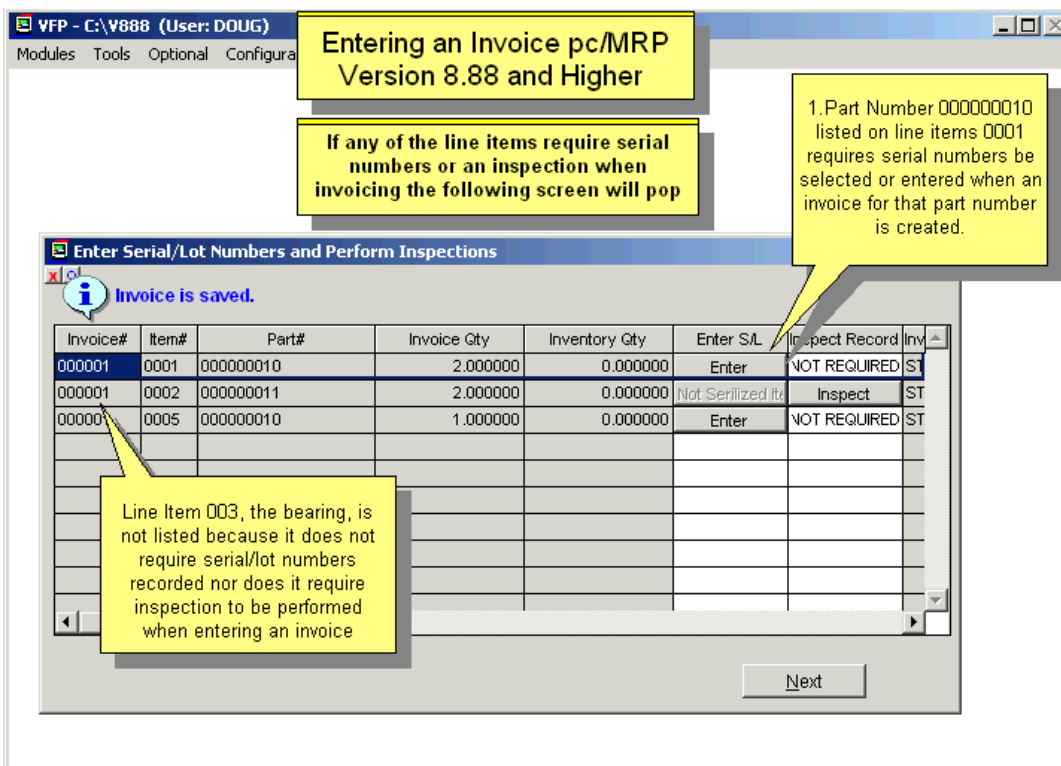 VFP - C:\V888 (User: DOUG)
Modules Tools Optional
Entering an Invoice pc/MRP
Version 8.88 and Higher
If any of the line items require serial
numbers or an inspection when
invoicing the following screen will pop
1.Part Number 000000010
listed on line items 0001
requires serial numbers be
selected or entered when an
invoice for that part number
is created.
Enter Serial/Lot Numbers and Perform Inspections
Invoice is saved.
Invoice# Item# Part# Invoice Qty Inventory Qty Enter S/L Inspect Record Inv
000001 0001 000000010 2.000000 0.000000 Enter NOT REQUIRED ST
000001 0002 000000011 2.000000 0.000000 Not Serilized Ite Inspect ST
000001 0005 000000010 1.000000 0.000000 Enter NOT REQUIRED ST
Line Item 003, the bearing, is
not listed because it does not
require serial/lot numbers
recorded nor does it require
inspection to be performed
when entering an invoice
Next